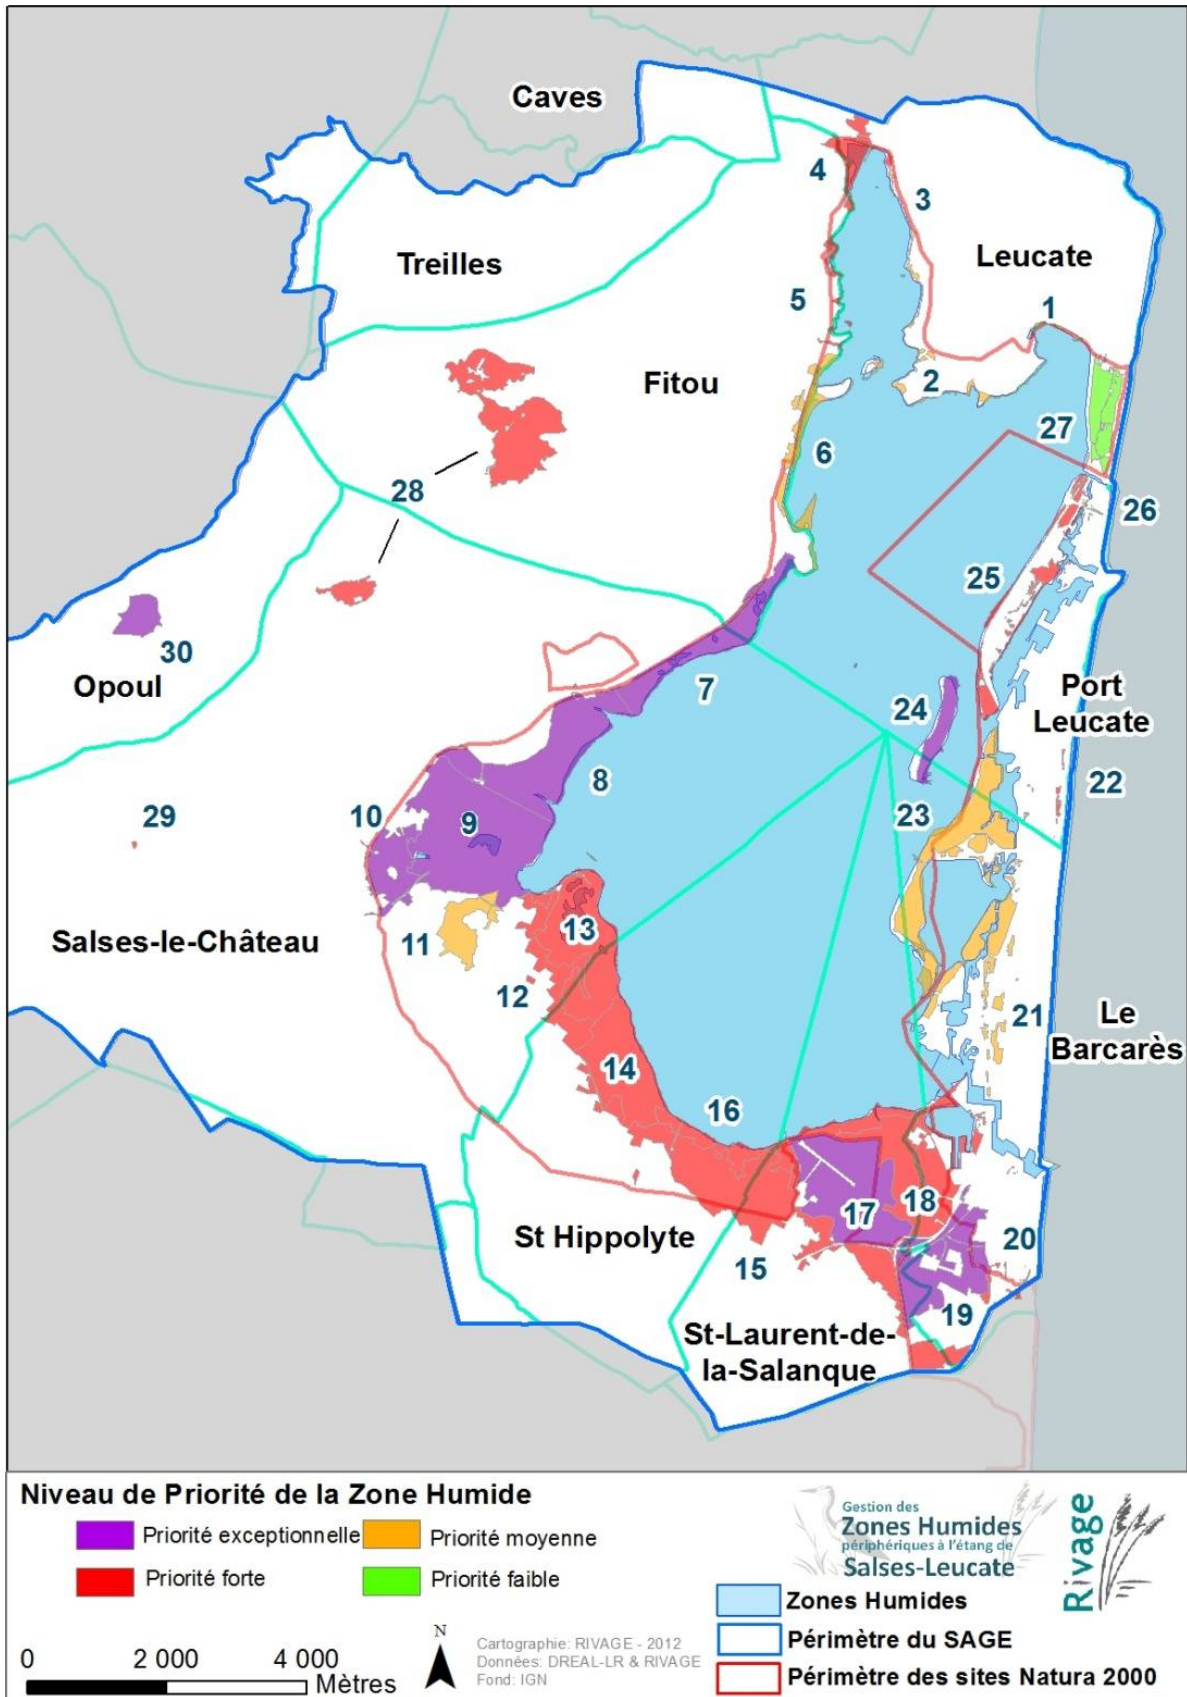 Caves
4
3
Treilles
Leucate
5
1
Fitou
2
27
6
28
26
25
30
Opoul
7
Port
Leucate
24
8
22
29
10
9
23
Salses-le-Château
11
13
12
21
Le
Barcarès
14
16
18
17
St Hippolyte
20
15
19
St-Laurent-de-
la-Salanque
Niveau de Priorité de la Zone Humide
Priorité exceptionnelle
Priorité moyenne
Priorité forte
Priorité faible
Gestion des
Zones Humides
périphériques à l'étang de
Salses-Leucate
Rivage
Zones Humides
Périmètre du SAGE
Périmètre des sites Natura 2000
0 2 000 4 000
Mètres
N
Cartographie: RIVAGE - 2012
Données: DREAL-LR & RIVAGE
Fond: IGN